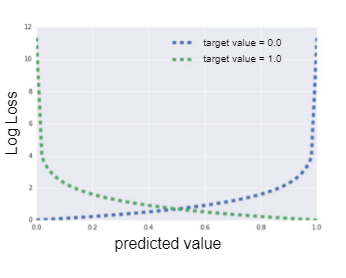 12
10
8
6
4
2
0
Log Loss
target value = 0.0
target value = 1.0
0.0 0.2 0.4 0.6 0.8 1.0
predicted value